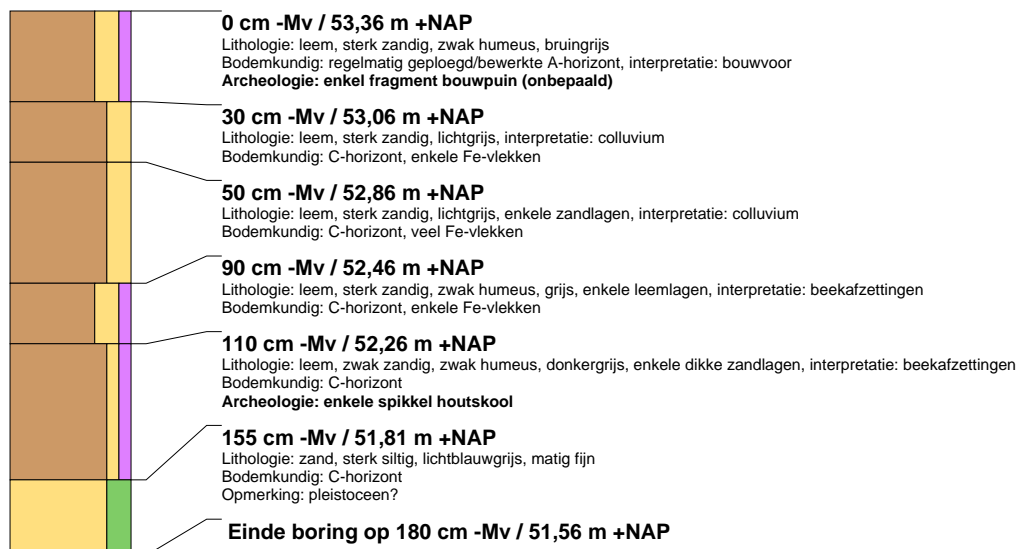 0 cm -Mv / 53,36 m +NAP
Lithologie: leem, sterk zandig, zwak humeus, bruingrijs
Bodemkundig: regelmatig geploegd/bewerkte A-horizont, interpretatie: bouwvoor
Archeologie: enkel fragment bouwpuin (onbepaald)
30 cm -Mv / 53,06 m +NAP
Lithologie: leem, sterk zandig, lichtgrijs, interpretatie: colluvium
Bodemkundig: C-horizont, enkele Fe-vlekken
50 cm -Mv / 52,86 m +NAP
Lithologie: leem, sterk zandig, lichtgrijs, enkele zandlagen, interpretatie: colluvium
Bodemkundig: C-horizont, veel Fe-vlekken
90 cm -Mv / 52,46 m +NAP
Lithologie: leem, sterk zandig, zwak humeus, grijs, enkele leemlagen, interpretatie: beekafzettingen
Bodemkundig: C-horizont, enkele Fe-vlekken
110 cm -Mv / 52,26 m +NAP
Lithologie: leem, zwak zandig, zwak humeus, donkergrijs, enkele dikke zandlagen, interpretatie: beekafzettingen
Bodemkundig: C-horizont
Archeologie: enkele spikkel houtskool
155 cm -Mv / 51,81 m +NAP
Lithologie: zand, sterk siltig, lichtblauwgrijs, matig fijn
Bodemkundig: C-horizont
Opmerking: pleistoceen?
Einde boring op 180 cm -Mv / 51,56 m +NAP